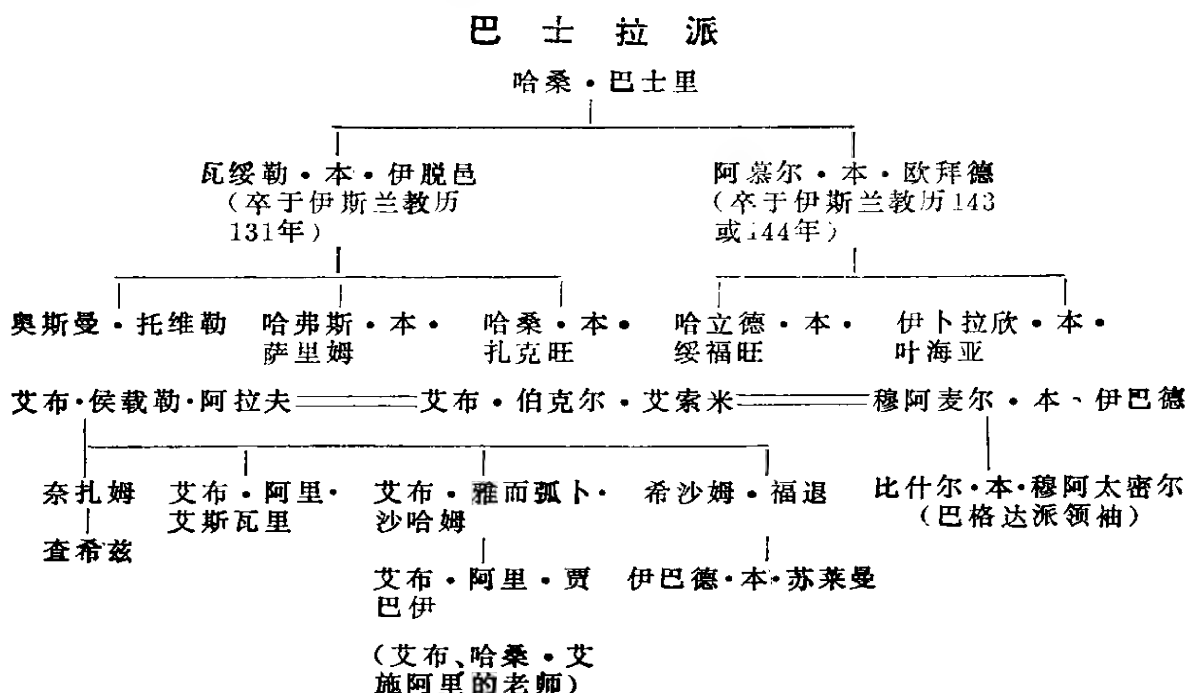 巴士拉派
哈桑·巴士里
瓦绥勒·本·伊脱邑
(卒于伊斯兰教历
131年)
阿慕尔·本·欧拜德
(卒于伊斯兰教历143
或144年)
奥斯曼·托维勒
哈弗斯·本·
萨里姆
哈桑·本·
扎克旺
哈立德·本·
绥福旺
伊卜拉欣·本·
叶海亚
艾布·侯载勒·阿拉夫
艾布·伯克尔·艾索米
穆阿麦尔·本、伊巴德
奈扎姆
查希兹
艾布·阿里·
艾斯瓦里
艾布·雅而弧卜·
沙哈姆
艾布·阿里·贾
巴伊
(艾布、哈桑·艾
施阿里的老师)
希沙姆·福退
伊巴德·本·苏莱曼
比什尔·本·穆阿太密尔
(巴格达派领袖)